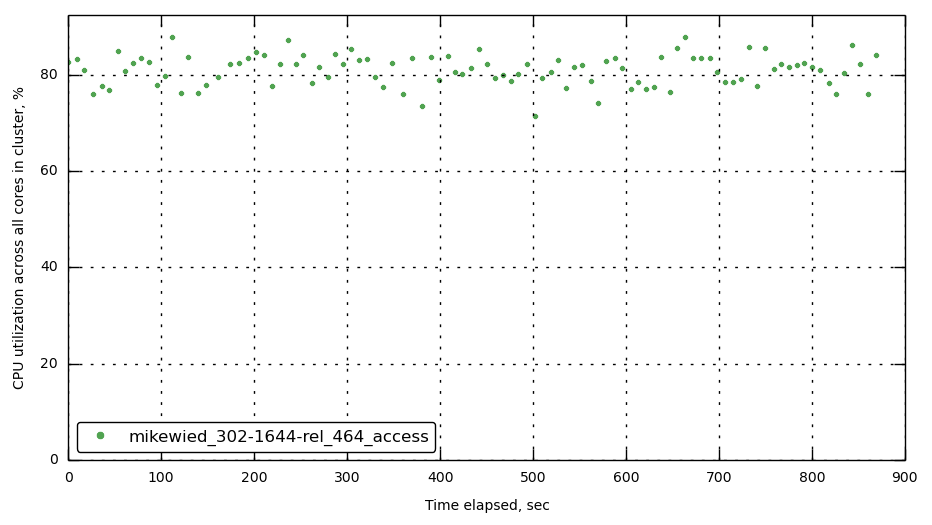 CPU utilization across all cores in cluster, %
80
60
40
20
0
mikewied_302-1644-rel_464_access
0 100 200 300 400 500 600 700 800 900
Time elapsed, sec